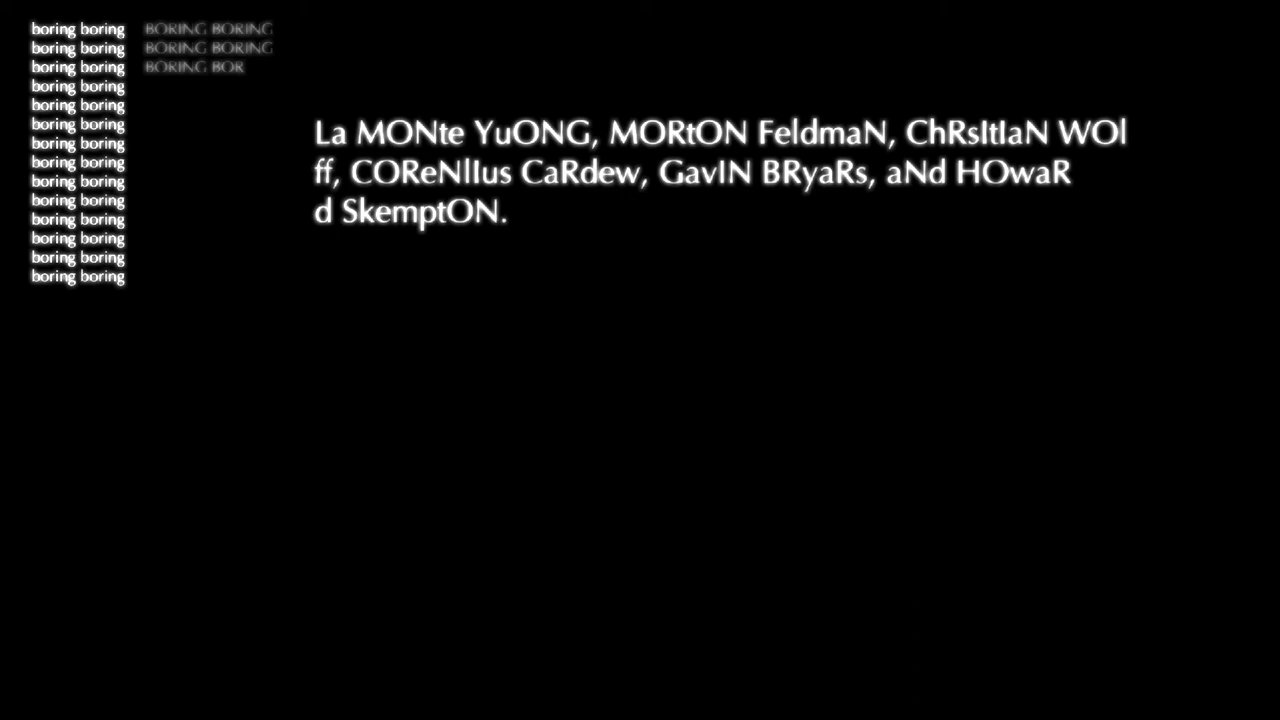 boring boring
boring boring
boring boring
boring boring
boring boring
boring boring
boring boring
boring boring
boring boring
boring boring
boring boring
boring boring
boring boring
boring boring
BORING BORING
BORING BORING
BORING BOR
La MONte YuONG, MORtON FeldmaN, ChRsItIaN WOl
ff, COReNlIus CaRdew, GavIN BRyaRs, aNd HOwaR
d SkemptON.